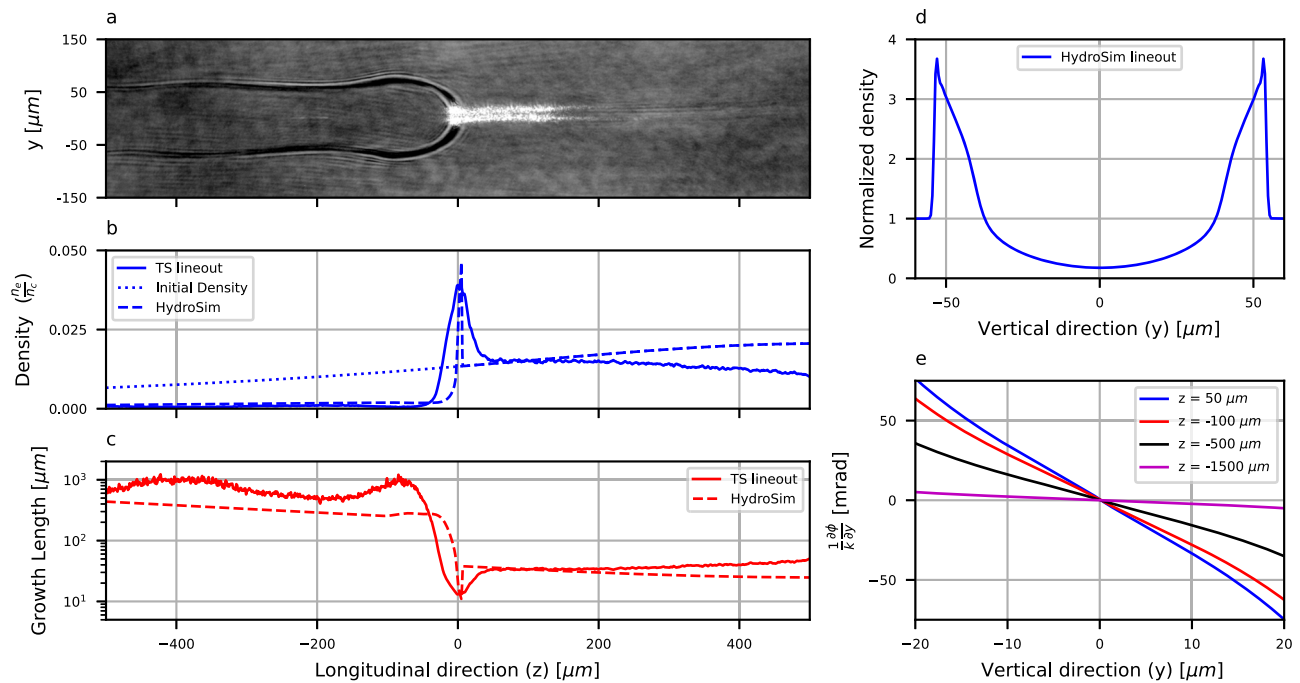 a
150
50
-50
-150
y [μm]
b
0.050
0.025
0.000
Density (n_e/n_c)
TS lineout
Initial Density
HydroSim
c
10³
10²
10¹
Growth Length [μm]
TS lineout
HydroSim
−400 −200 0 200 400
Longitudinal direction (z) [μm]
d
4
3
2
1
0
Normalized density
HydroSim lineout
−50 0 50
Vertical direction (y) [μm]
e
50
0
−50
1/k ∂ϕ/∂y [mrad]
z = 50 μm
z = -100 μm
z = -500 μm
z = -1500 μm
−20 −10 0 10 20
Vertical direction (y) [μm]